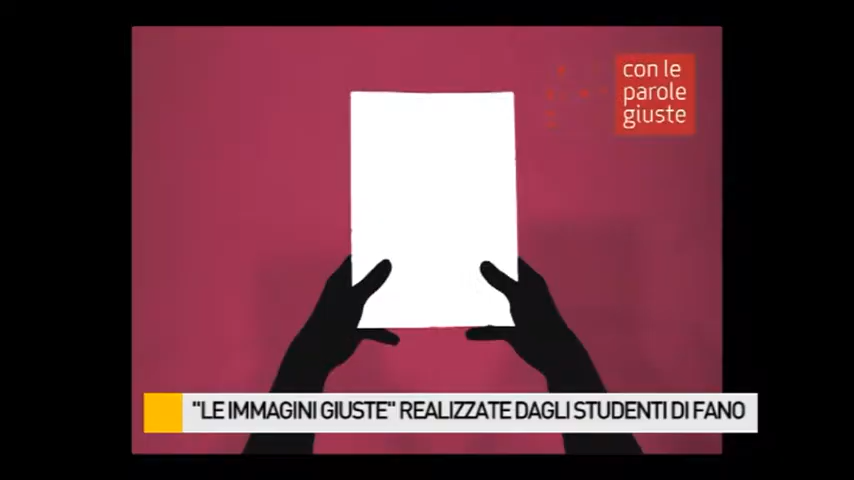 con le
parole
giuste
"LE IMMAGINI GIUSTE" REALIZZATE DAGLI STUDENTI DI FANO